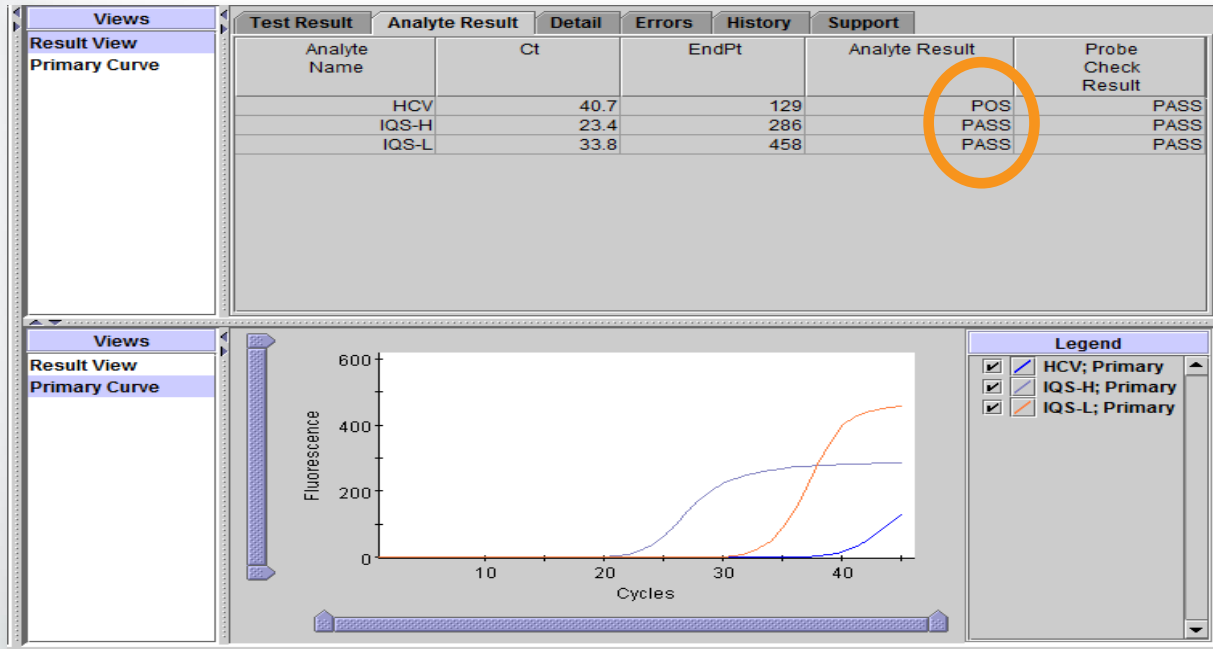 Views
Result View
Primary Curve
Test Result Analyte Result Detail Errors History Support
Analyte Name Ct EndPt Analyte Result Probe Check Result
HCV 40.7 129 POS PASS
IQS-H 23.4 286 PASS PASS
IQS-L 33.8 458 PASS PASS
Views
Result View
Primary Curve
600
400
200
0
Fluorescence
10 20 30 40
Cycles
Legend
HCV; Primary
IQS-H; Primary
IQS-L; Primary